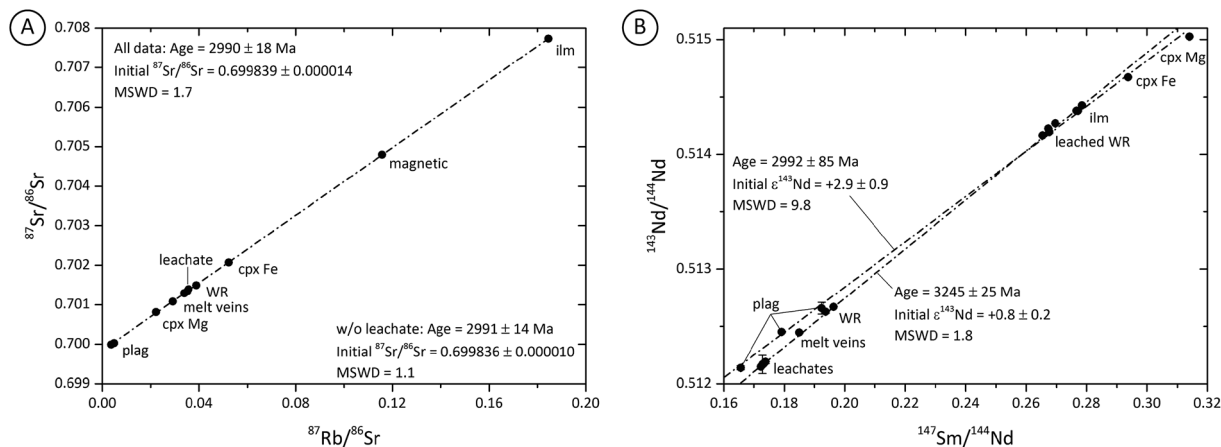 A
0.708
0.707
0.706
0.705
0.704
0.703
0.702
0.701
0.700
0.699
⁸⁷Sr/⁸⁶Sr
All data: Age = 2990 ± 18 Ma
Initial ⁸⁷Sr/⁸⁶Sr = 0.699839 ± 0.000014
MSWD = 1.7
ilm
magnetic
cpx Fe
leachate
WR
melt veins
cpx Mg
plag
w/o leachate: Age = 2991 ± 14 Ma
Initial ⁸⁷Sr/⁸⁶Sr = 0.699836 ± 0.000010
MSWD = 1.1
0.00 0.04 0.08 0.12 0.16 0.20
⁸⁷Rb/⁸⁶Sr
B
0.515
0.514
0.513
0.512
¹⁴³Nd/¹⁴⁴Nd
cpx Mg
cpx Fe
ilm
leached WR
Age = 2992 ± 85 Ma
Initial ε¹⁴³Nd = +2.9 ± 0.9
MSWD = 9.8
Age = 3245 ± 25 Ma
Initial ε¹⁴³Nd = +0.8 ± 0.2
MSWD = 1.8
plag
WR
melt veins
leachates
0.16 0.18 0.20 0.22 0.24 0.26 0.28 0.30 0.32
¹⁴⁷Sm/¹⁴⁴Nd